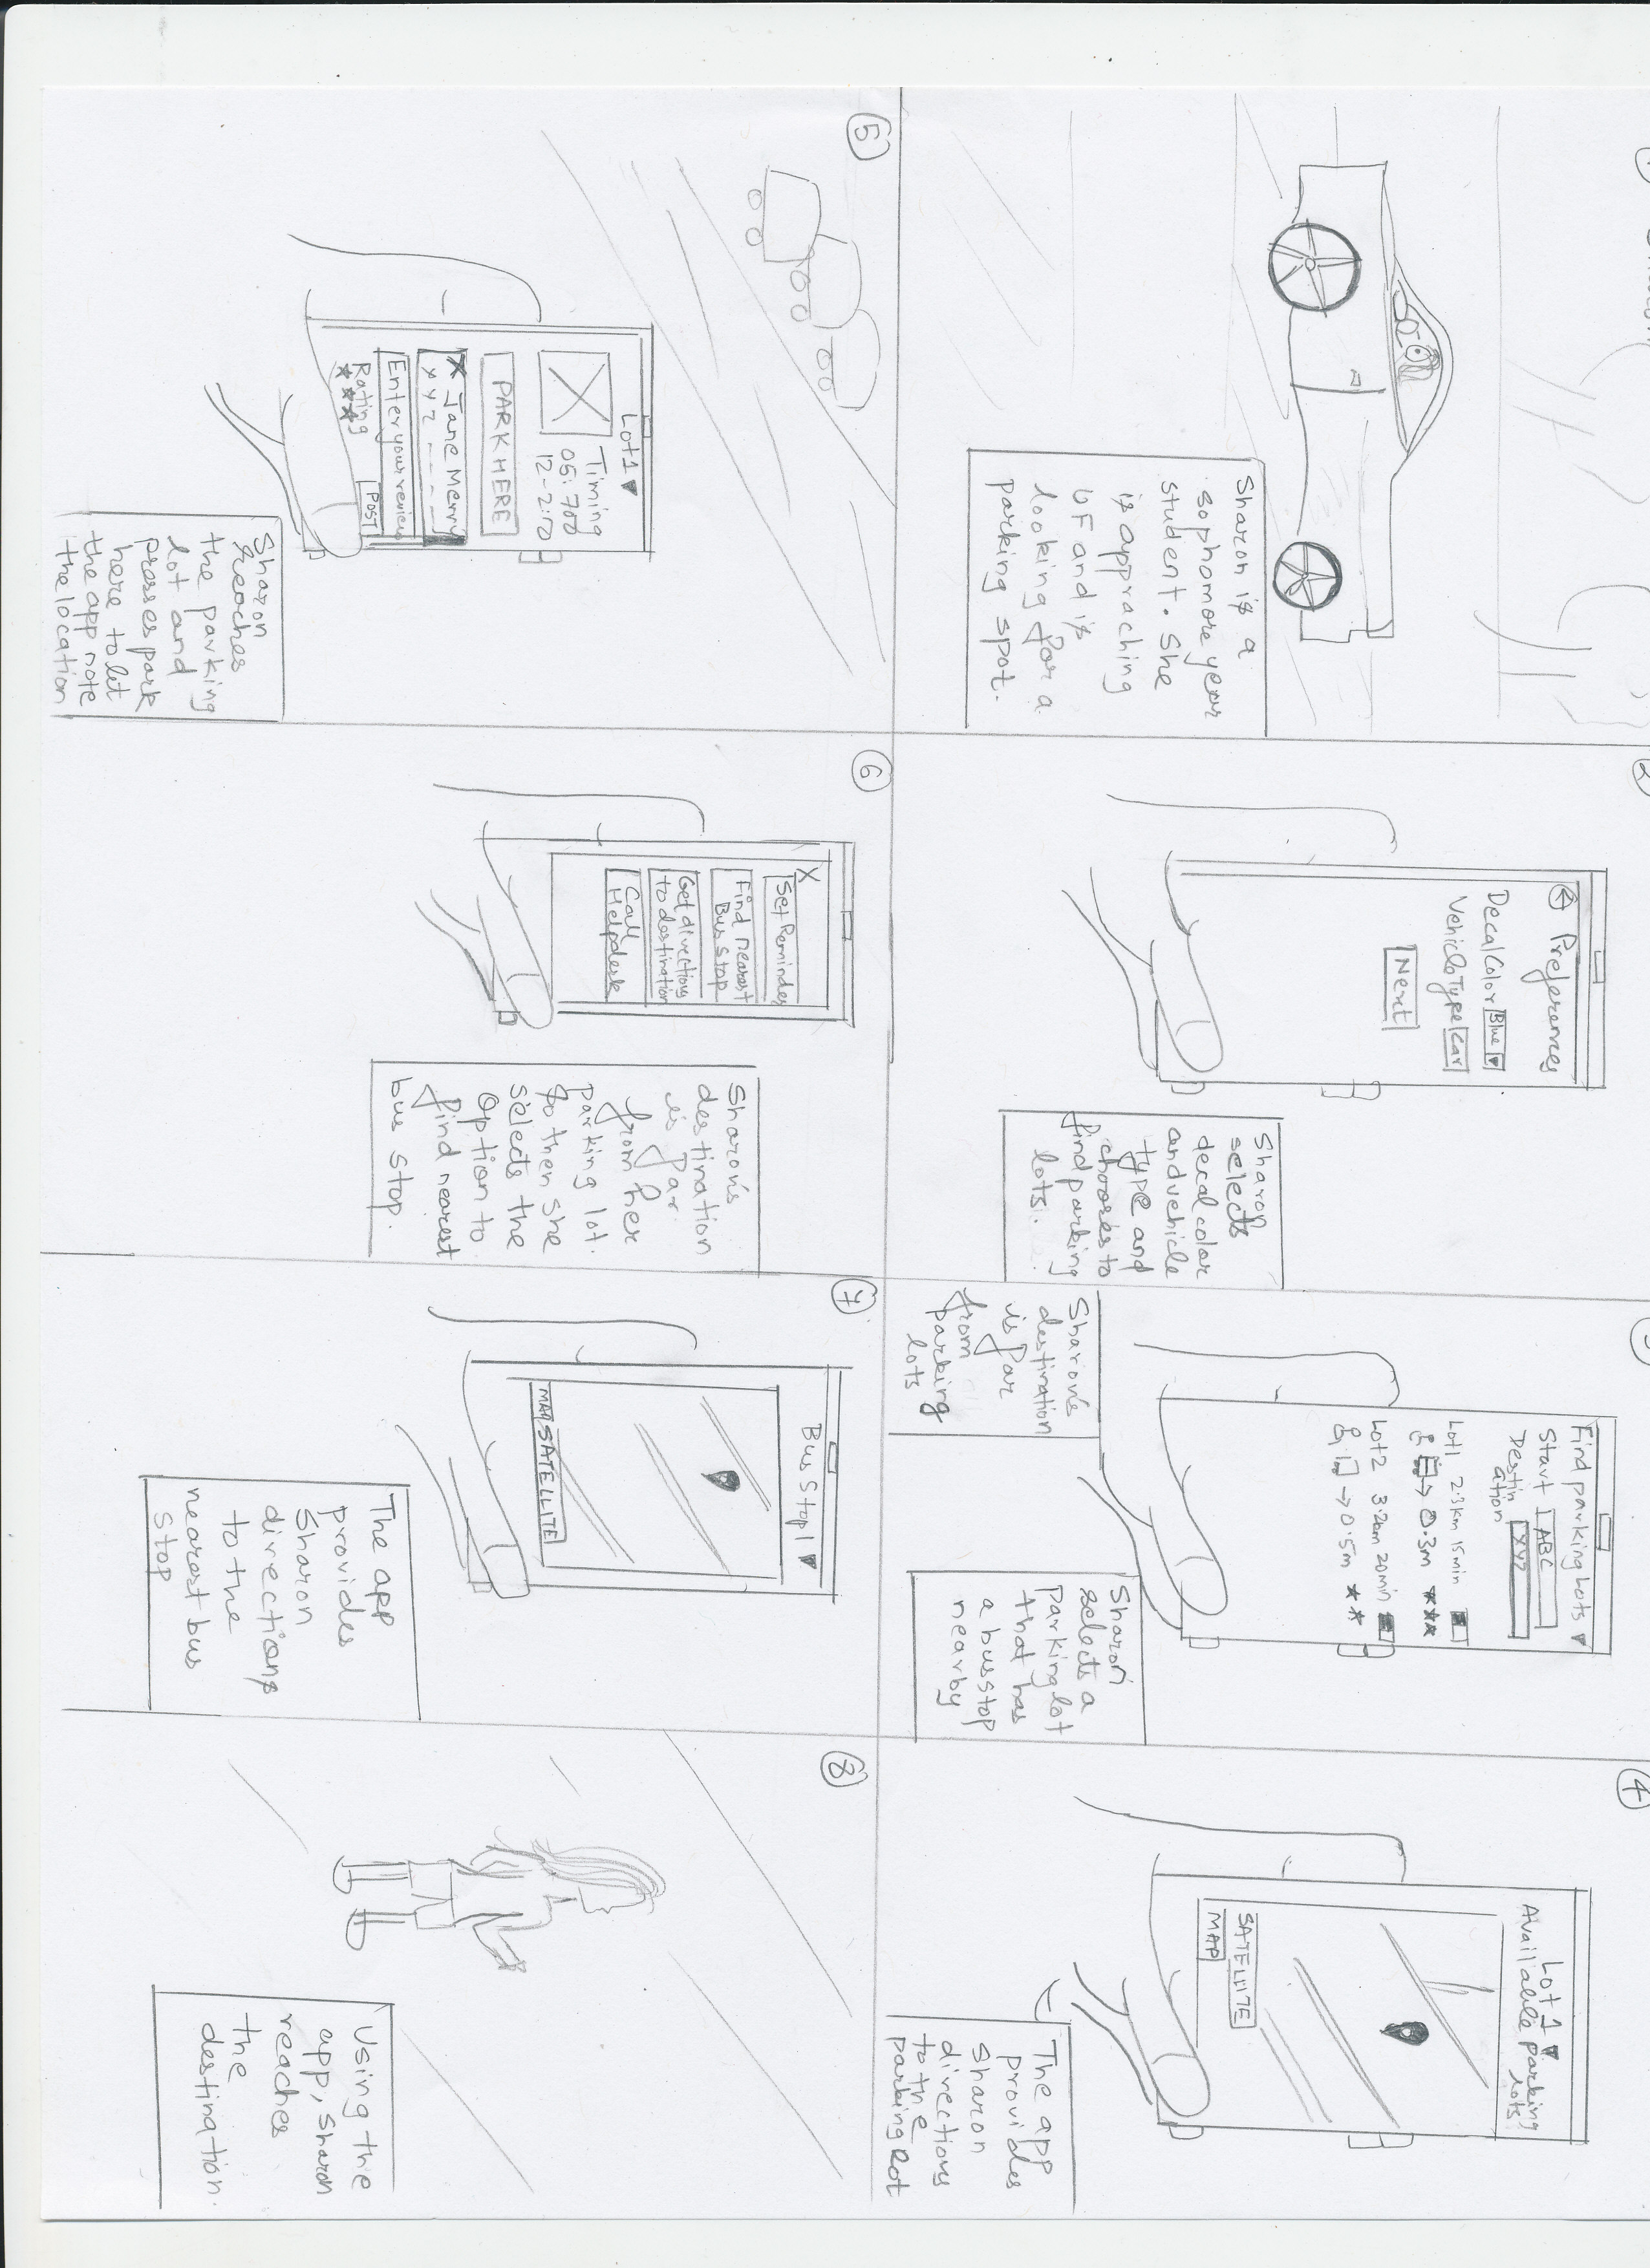 Sharon is a
sophomore year
student. She
is appraching
UF and is
looking for a
parking spot.
2
Preferences
Decal Color Blue
Vehicle Type Car
Next
Sharon
selects
decal color
and vehicle
type and
chooses to
find parking
lots.
3
Find parking Lots
Start ABC
Destin
ation XYZ
Lot1 2.3km 15min
→ 0.3m ★★★
Lot2 3.2km 20min
→ 0.5m ★★
Sharon's
destination
is far
from
parking
lots
Sharon
selects a
parking lot
that has
a bus stop
nearby
4
Lot 1
Available parking
lots
SATELLITE
MAP
The app
provides
Sharon
directions
to the
parking lot
5
Lot 1
Timing
05:700
12-2:00
PARK HERE
X Jane Merry
XYZ ----
Enter your review
Rating
★★★
POST
Sharon
reaches
the parking
lot and
presses park
here to let
the app note
the location
6
X
Set Reminder
Find nearest
Bus Stop
Get directions
to destination
Call
Helpdesk
Sharon's
destination
is far
from her
parking lot.
So then she
selects the
option to
find nearest
bus stop.
7
Bus Stop 1
MAP SATELLITE
The app
provides
Sharon
directions
to the
nearest bus
stop
8
Using the
app, sharon
reaches
the
destination.